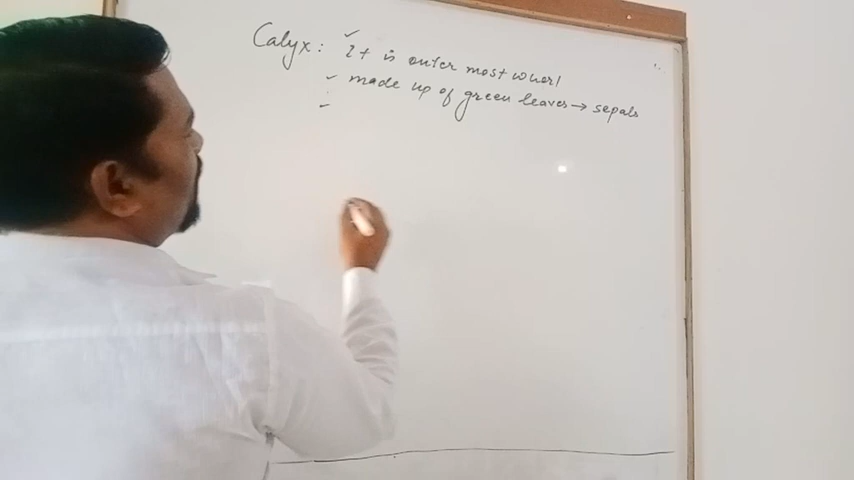 Calyx: It is outer most whorl
made up of green leaves → sepals